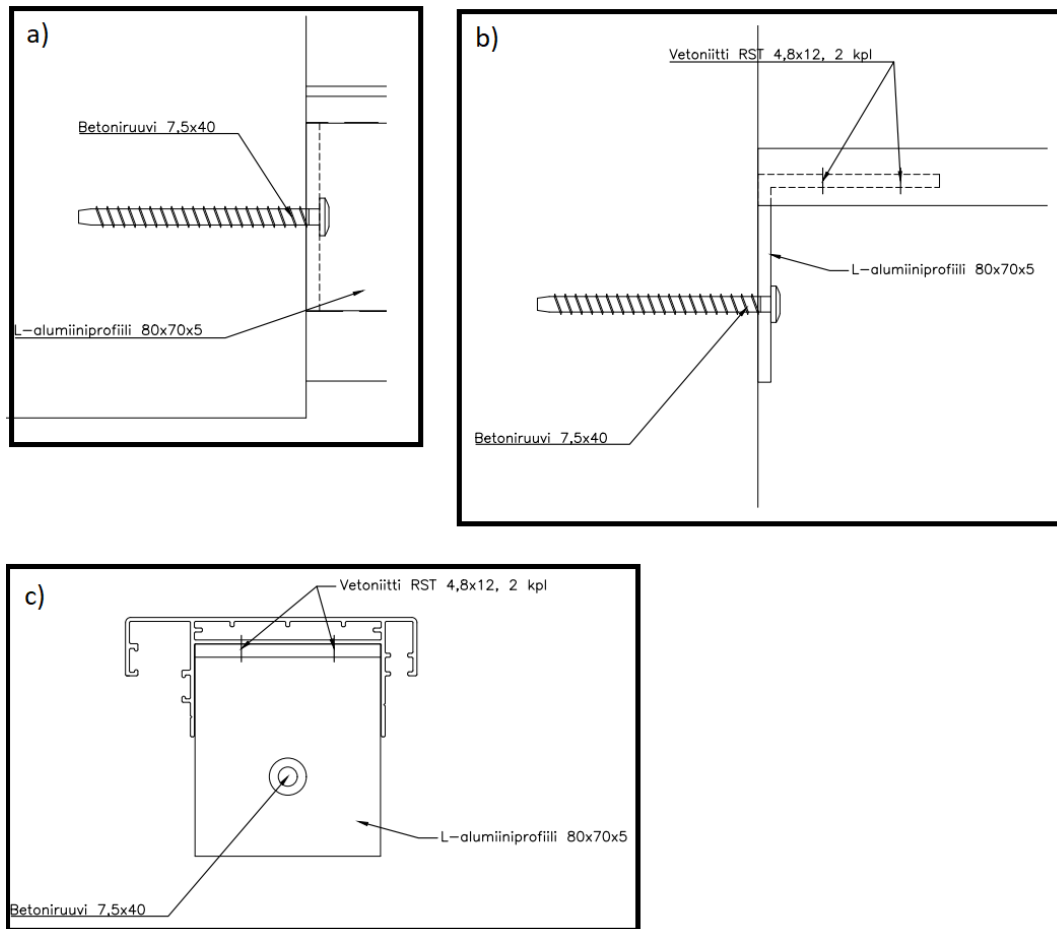 a)
Betoniruuvi 7,5x40
L-alumiiniprofiili 80x70x5
b)
Vetoniitti RST 4,8x12, 2 kpl
L-alumiiniprofiili 80x70x5
Betoniruuvi 7,5x40
c)
Vetoniitti RST 4,8x12, 2 kpl
L-alumiiniprofiili 80x70x5
Betoniruuvi 7,5x40